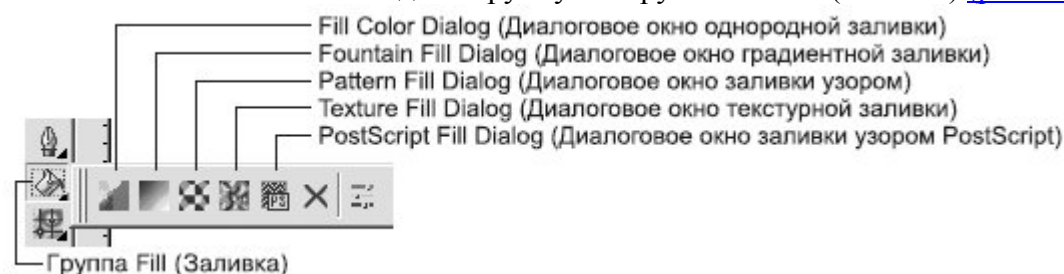 Fill Color Dialog (Диалоговое окно однородной заливки)
Fountain Fill Dialog (Диалоговое окно градиентной заливки)
Pattern Fill Dialog (Диалоговое окно заливки узором)
Texture Fill Dialog (Диалоговое окно текстурной заливки)
PostScript Fill Dialog (Диалоговое окно заливки узором PostScript)
PS
Группа Fill (Заливка)